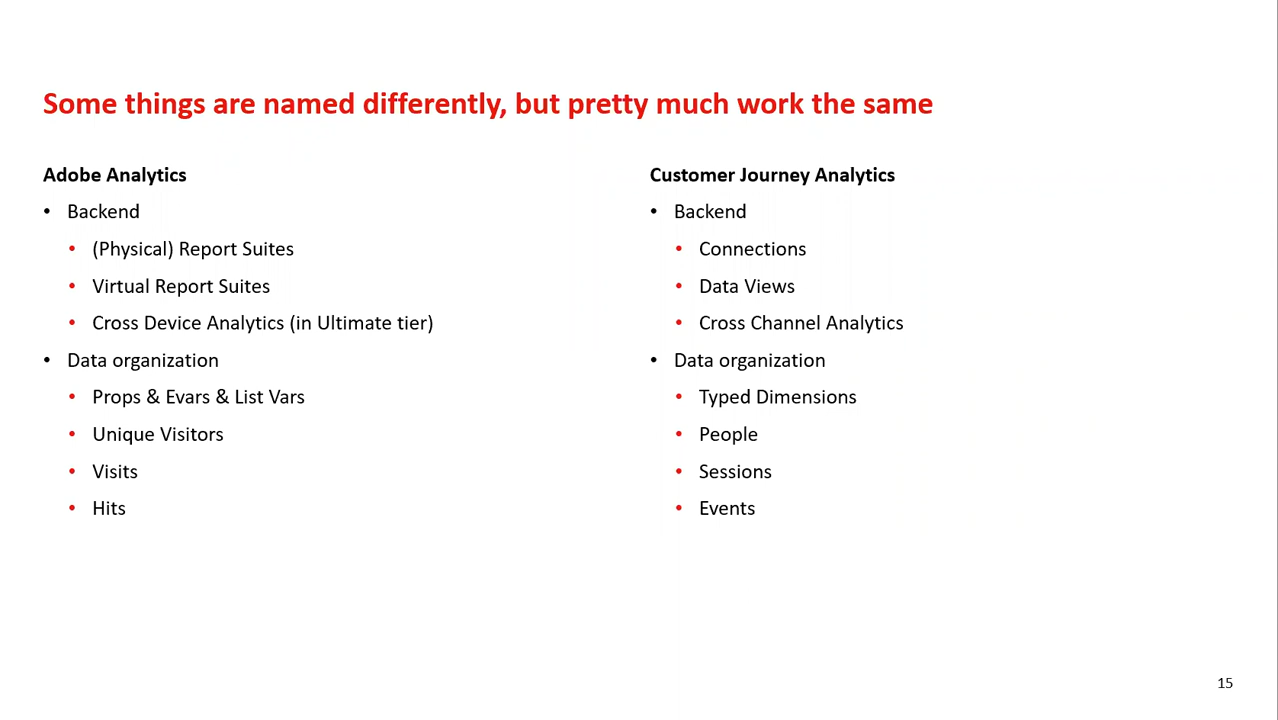 Some things are named differently, but pretty much work the same
Adobe Analytics
• Backend
• (Physical) Report Suites
• Virtual Report Suites
• Cross Device Analytics (in Ultimate tier)
• Data organization
• Props & Evars & List Vars
• Unique Visitors
• Visits
• Hits
Customer Journey Analytics
• Backend
• Connections
• Data Views
• Cross Channel Analytics
• Data organization
• Typed Dimensions
• People
• Sessions
• Events
15